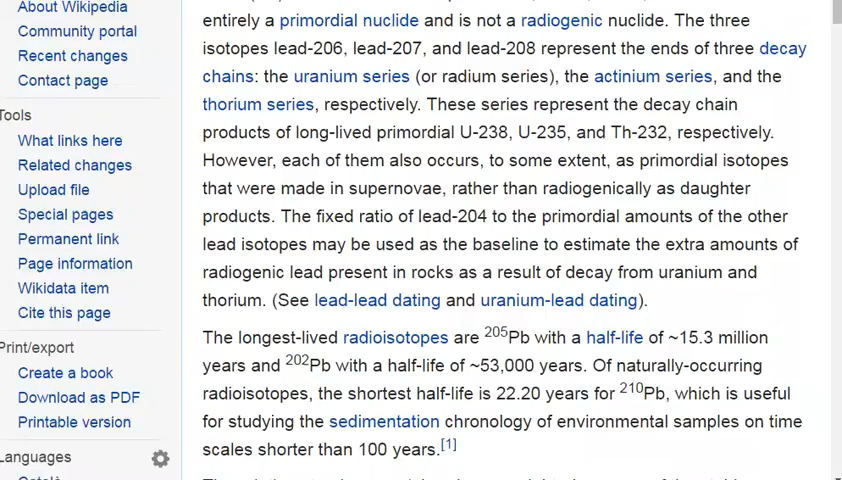 About Wikipedia
Community portal
Recent changes
Contact page
Tools
What links here
Related changes
Upload file
Special pages
Permanent link
Page information
Wikidata item
Cite this page
Print/export
Create a book
Download as PDF
Printable version
Languages
entirely a primordial nuclide and is not a radiogenic nuclide. The three
isotopes lead-206, lead-207, and lead-208 represent the ends of three decay
chains: the uranium series (or radium series), the actinium series, and the
thorium series, respectively. These series represent the decay chain
products of long-lived primordial U-238, U-235, and Th-232, respectively.
However, each of them also occurs, to some extent, as primordial isotopes
that were made in supernovae, rather than radiogenically as daughter
products. The fixed ratio of lead-204 to the primordial amounts of the other
lead isotopes may be used as the baseline to estimate the extra amounts of
radiogenic lead present in rocks as a result of decay from uranium and
thorium. (See lead-lead dating and uranium-lead dating).
The longest-lived radioisotopes are ²⁰⁵Pb with a half-life of ~15.3 million
years and ²⁰²Pb with a half-life of ~53,000 years. Of naturally-occurring
radioisotopes, the shortest half-life is 22.20 years for ²¹⁰Pb, which is useful
for studying the sedimentation chronology of environmental samples on time
scales shorter than 100 years.[1]